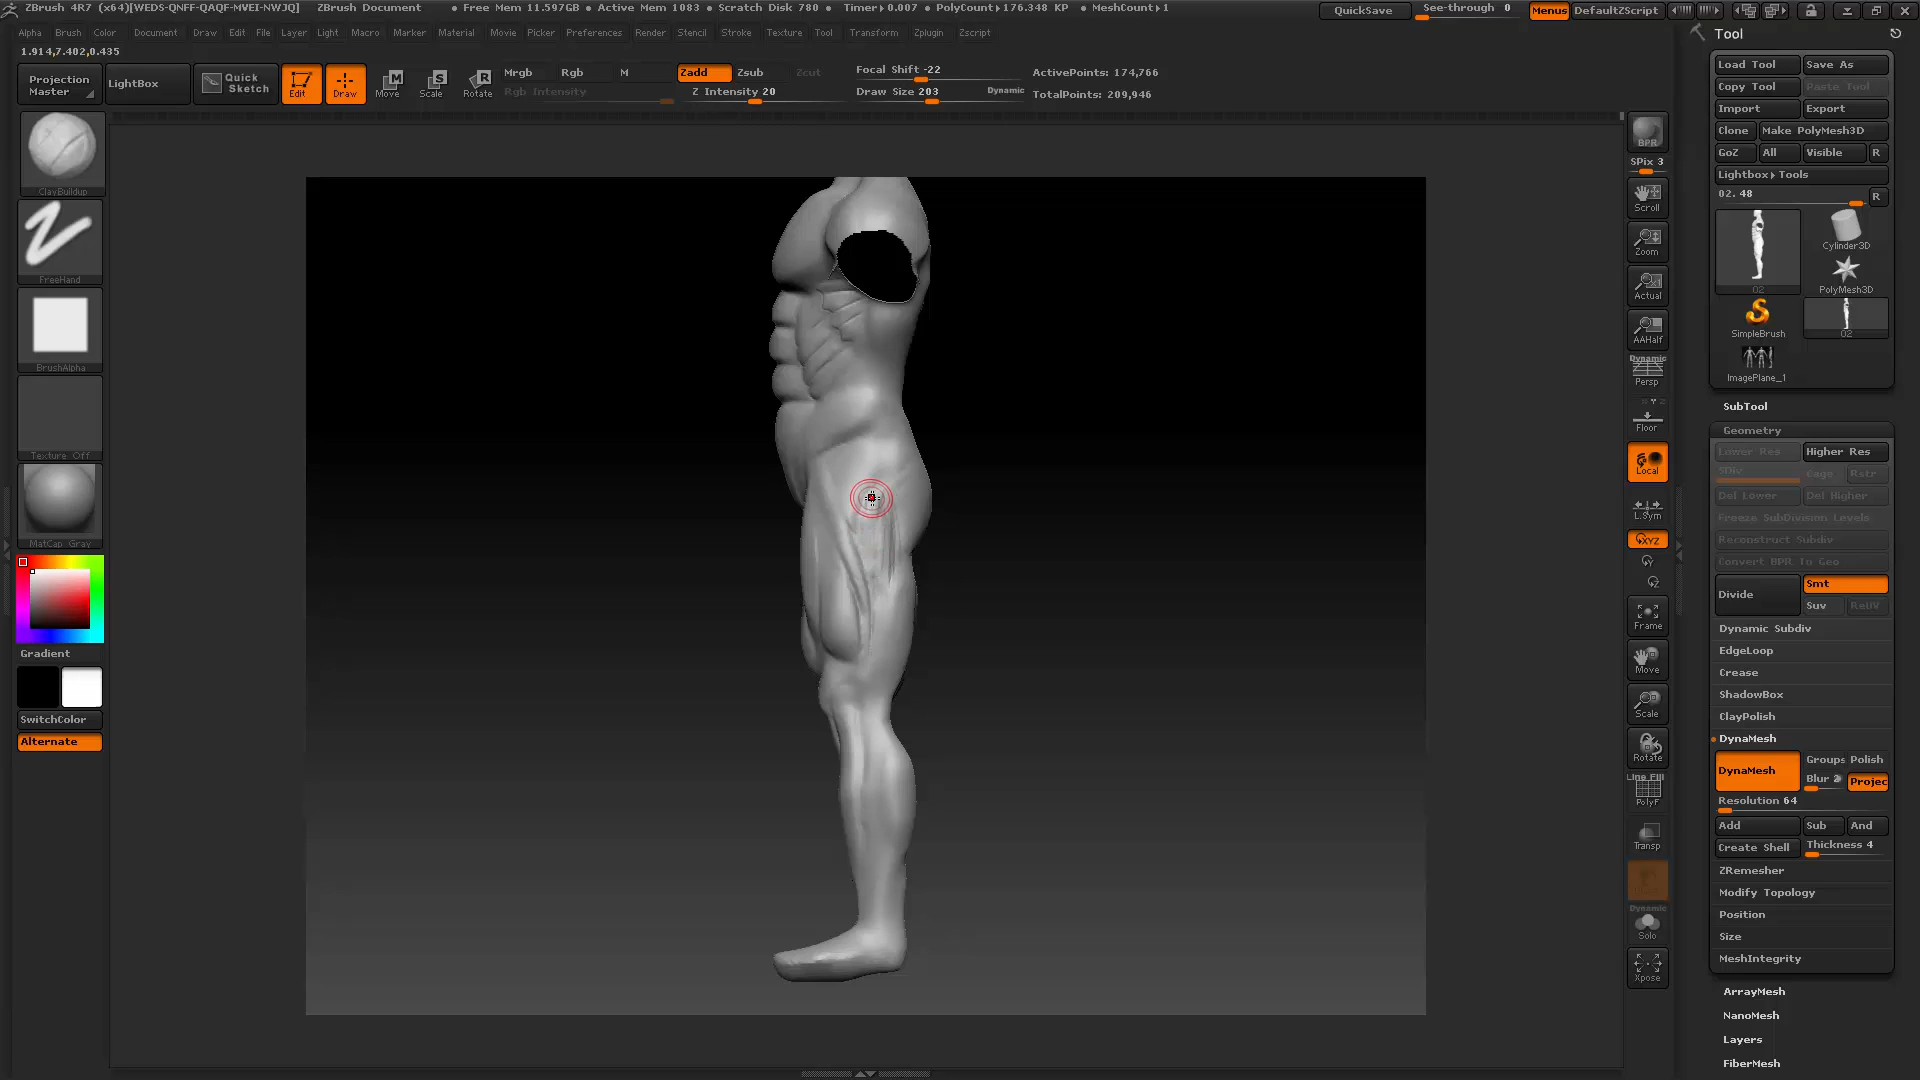 ZBrush 4R7 (x64)[WEDS-QNFF-QAQF-MVEI-NWJQ] ZBrush Document • Free Mem 11.597GB • Active Mem 1083 • Scratch Disk 780 • Timer▸0.007 • PolyCount▸176.348 KP • MeshCount▸1 QuickSave See-through 0 Menus DefaultZScript
Alpha Brush Color Document Draw Edit File Layer Light Macro Marker Material Movie Picker Preferences Render Stencil Stroke Texture Tool Transform Zplugin Zscript
1.914,7.402,0.435
Projection Master
LightBox
Quick Sketch
Edit
Draw
Move
Scale
Rotate
Mrgb Rgb M
Rgb Intensity
Zadd Zsub Zcut
Z Intensity 20
Focal Shift -22
Draw Size 203
Dynamic
ActivePoints: 174,766
TotalPoints: 209,946
ClayBuildup
FreeHand
BrushAlpha
Texture Off
MatCap Gray
Gradient
SwitchColor
Alternate
BPR
SPix 3
Scroll
Zoom
Actual
AAHalf
Dynamic
Persp
Floor
Local
L.Sym
XYZ
Y
Z
Frame
Move
Scale
Rotate
Line Fill
PolyF
Transp
Dynamic
Solo
Xpose
Tool
Load Tool Save As
Copy Tool Paste Tool
Import Export
Clone Make PolyMesh3D
GoZ All Visible R
Lightbox▸Tools
02. 48 R
02
Cylinder3D
PolyMesh3D
SimpleBrush
02
ImagePlane_1
SubTool
Geometry
Lower Res Higher Res
SDiv Cage Rstr
Del Lower Del Higher
Freeze SubDivision Levels
Reconstruct Subdiv
Convert BPR To Geo
Divide
Smt
Suv ReUV
Dynamic Subdiv
EdgeLoop
Crease
ShadowBox
ClayPolish
DynaMesh
DynaMesh
Groups Polish
Blur 2 Projec
Resolution 64
Add Sub And
Create Shell Thickness 4
ZRemesher
Modify Topology
Position
Size
MeshIntegrity
ArrayMesh
NanoMesh
Layers
FiberMesh